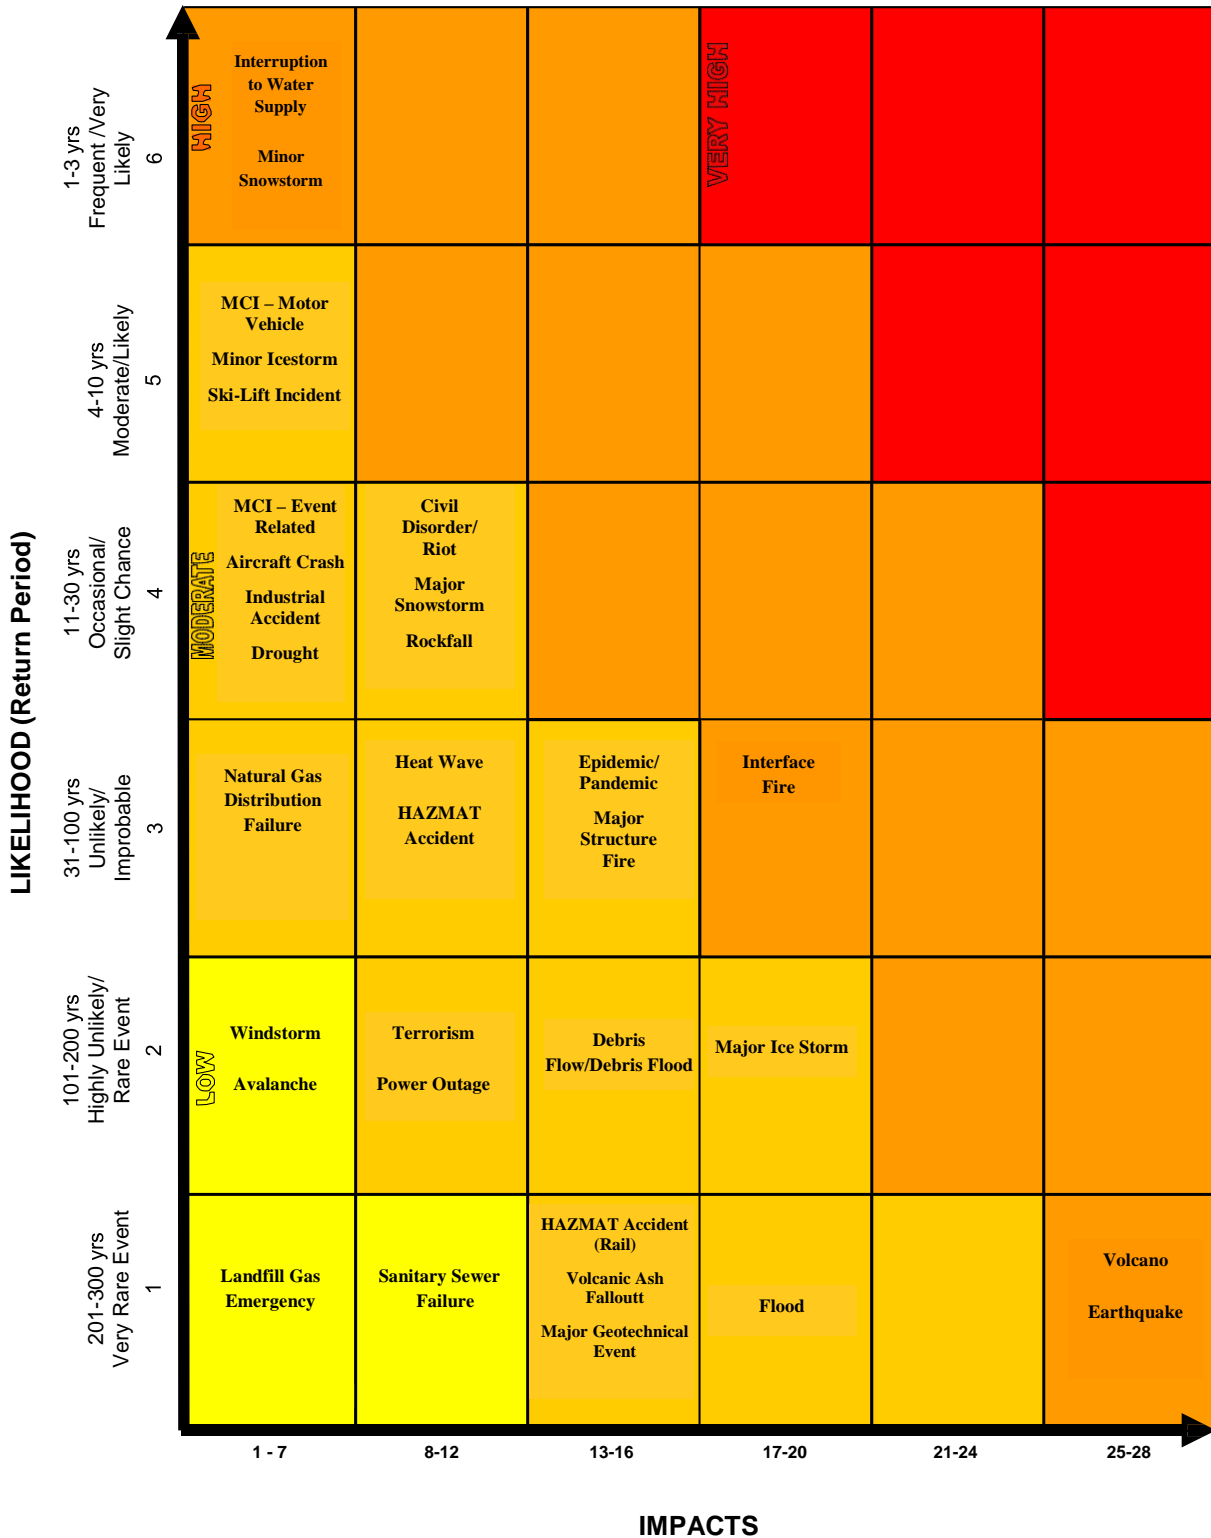 LIKELIHOOD (Return Period)
1-3 yrs
Frequent /Very
Likely
6
HIGH
Interruption
to Water
Supply
Minor
Snowstorm
VERY HIGH
4-10 yrs
Moderate/Likely
5
MCI – Motor
Vehicle
Minor Icestorm
Ski-Lift Incident
11-30 yrs
Occasional/
Slight Chance
4
MODERATE
MCI – Event
Related
Aircraft Crash
Industrial
Accident
Drought
Civil
Disorder/
Riot
Major
Snowstorm
Rockfall
31-100 yrs
Unlikely/
Improbable
3
Natural Gas
Distribution
Failure
Heat Wave
HAZMAT
Accident
Epidemic/
Pandemic
Major
Structure
Fire
Interface
Fire
101-200 yrs
Highly Unlikely/
Rare Event
2
LOW
Windstorm
Avalanche
Terrorism
Power Outage
Debris
Flow/Debris Flood
Major Ice Storm
201-300 yrs
Very Rare Event
1
Landfill Gas
Emergency
Sanitary Sewer
Failure
HAZMAT Accident
(Rail)
Volcanic Ash
Falloutt
Major Geotechnical
Event
Flood
Volcano
Earthquake
1 - 7
8-12
13-16
17-20
21-24
25-28
IMPACTS